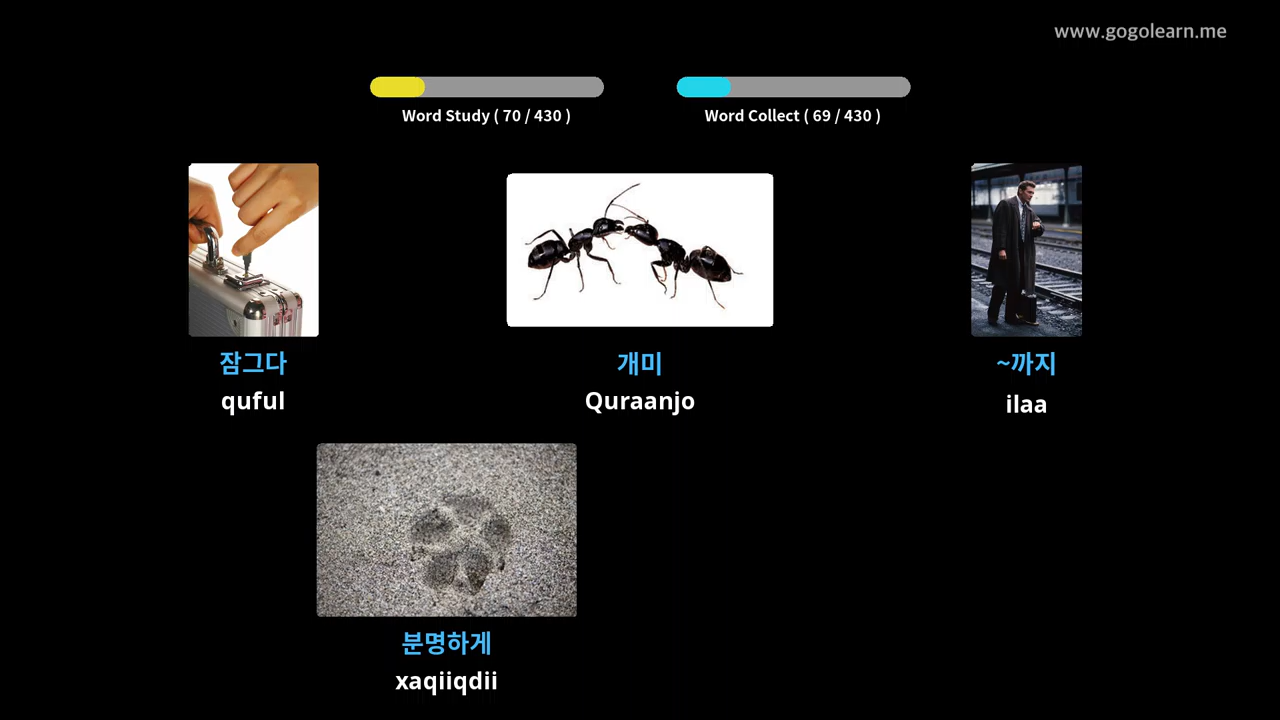 www.gogolearn.me
Word Study ( 70 / 430 )
Word Collect ( 69 / 430 )
잠그다
quful
개미
Quraanjo
~까지
ilaa
분명하게
xaqiiqdii